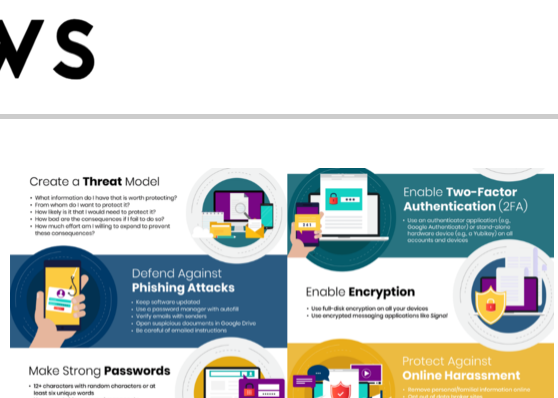 WS
Create a Threat Model
• What information do I have that is worth protecting?
• From whom do I want to protect it?
• How likely is it that I would need to protect it?
• How bad are the consequences if I fail to do so?
• How much effort am I willing to expend to prevent
these consequences?
Enable Two-Factor
Authentication (2FA)
• Use an authenticator application (e.g.,
Google Authenticator) or stand-alone
hardware device (e.g. a Yubikey) on all
accounts and devices
Defend Against
Phishing Attacks
• Keep software updated
• Use a password manager with autofill
• Verify emails with senders
• Open suspicious documents in Google Drive
• Be careful of emailed instructions
Enable Encryption
• Use full-disk encryption on all your devices
• Use encrypted messaging applications like Signal
Make Strong Passwords
• 12+ characters with random characters or at
least six unique words
Protect Against
Online Harassment
• Remove personal/familial information online